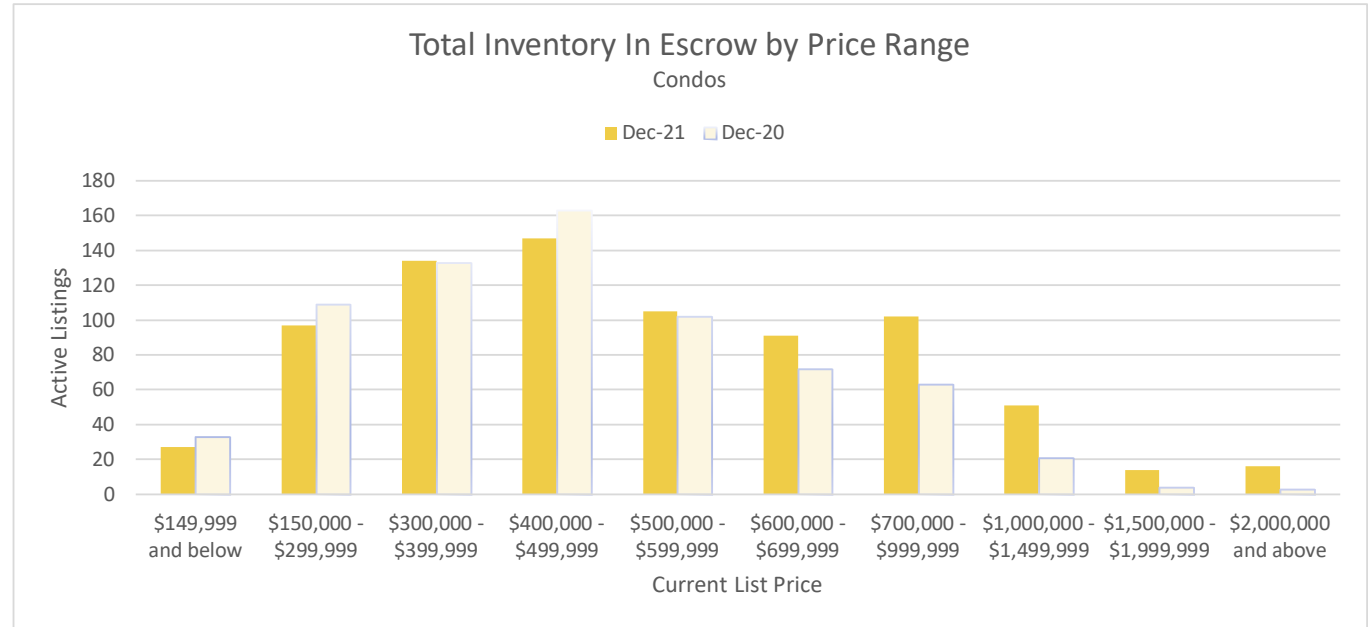 Total Inventory In Escrow by Price Range
Condos
Dec-21 Dec-20
Active Listings
180
160
140
120
100
80
60
40
20
0
$149,999 and below
$150,000 - $299,999
$300,000 - $399,999
$400,000 - $499,999
$500,000 - $599,999
$600,000 - $699,999
$700,000 - $999,999
$1,000,000 - $1,499,999
$1,500,000 - $1,999,999
$2,000,000 and above
Current List Price